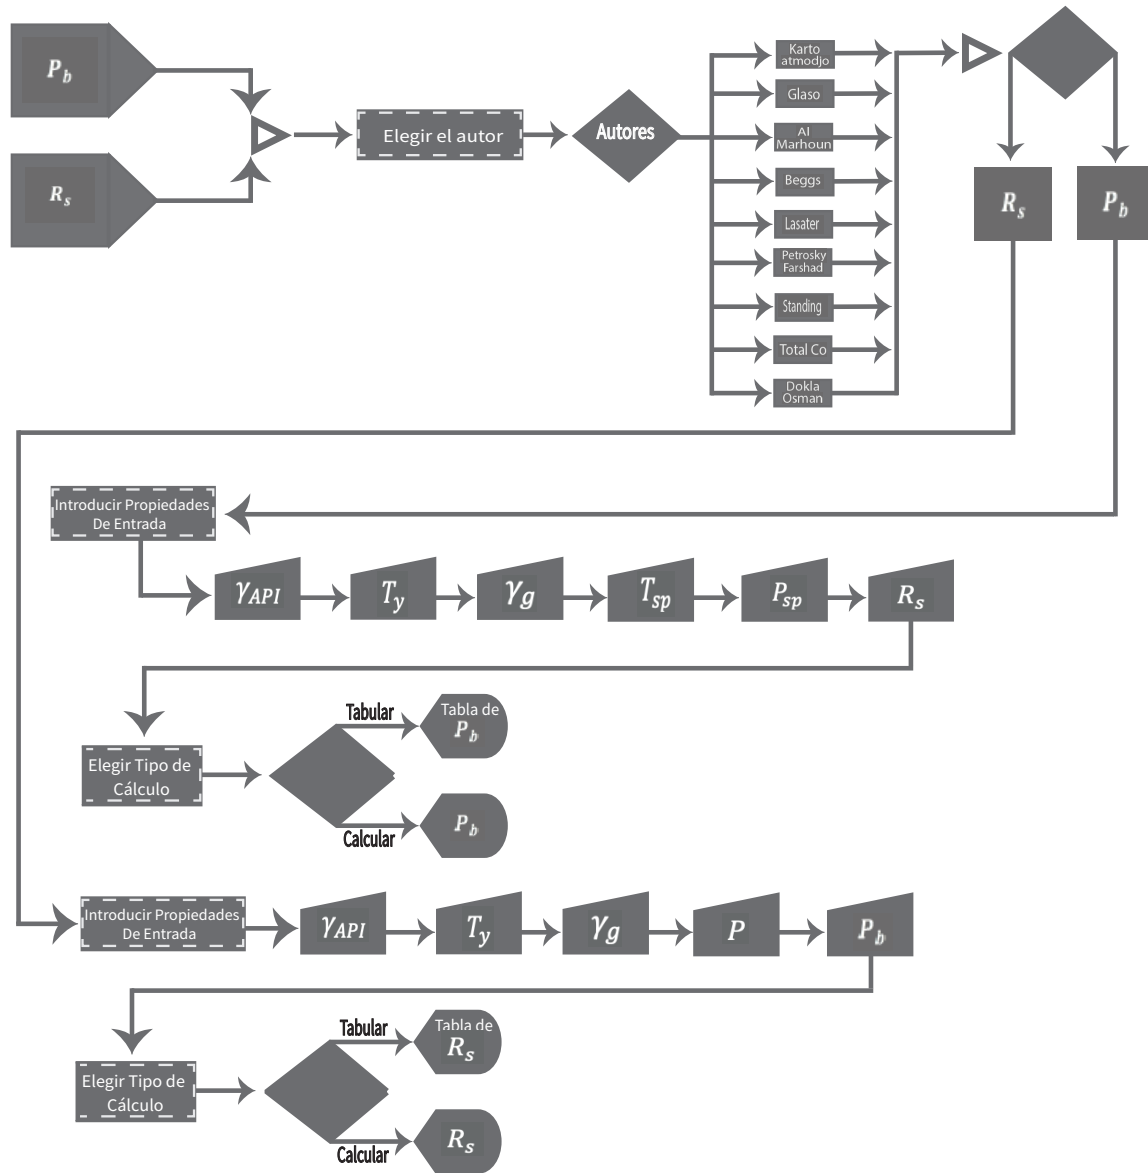 P_b
R_s
Elegir el autor
Autores
Karto
atmodjo
Glaso
Al
Marhoun
Beggs
Lasater
Petrosky
Farshad
Standing
Total Co
Dokla
Osman
R_s
P_b
Introducir Propiedades
De Entrada
γ_API
T_y
γ_g
T_sp
P_sp
R_s
Elegir Tipo de
Cálculo
Tabular
Tabla de
P_b
Calcular
P_b
Introducir Propiedades
De Entrada
γ_API
T_y
γ_g
P
P_b
Elegir Tipo de
Cálculo
Tabular
Tabla de
R_s
Calcular
R_s